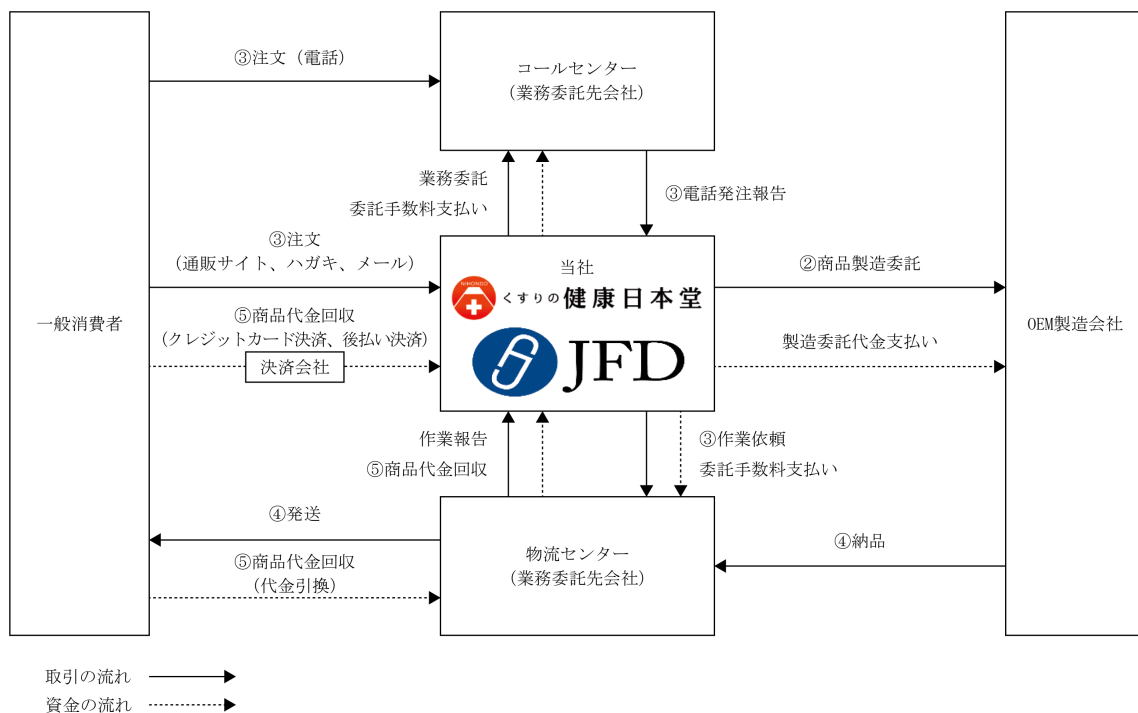 ③注文（電話）
コールセンター
（業務委託先会社）
業務委託
委託手数料支払い
③電話発注報告
③注文
（通販サイト、ハガキ、メール）
当社
②商品製造委託
NIHONDO
くすりの健康日本堂
一般消費者
⑤商品代金回収
（クレジットカード決済、後払い決済）
決済会社
JFD
製造委託代金支払い
OEM製造会社
作業報告
⑤商品代金回収
③作業依頼
委託手数料支払い
④発送
⑤商品代金回収
（代金引換）
物流センター
（業務委託先会社）
④納品
取引の流れ
資金の流れ